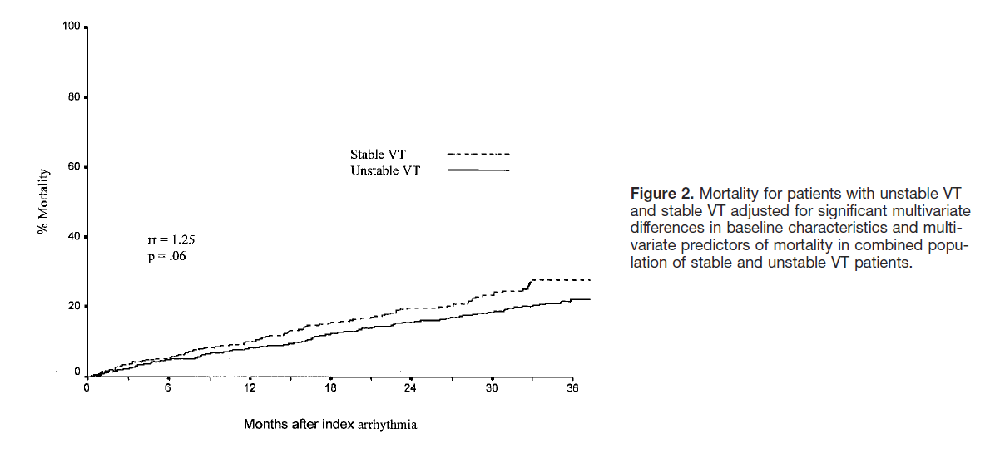 100
80
60
40
20
0
% Mortality
Stable VT
Unstable VT
rr = 1.25
p = .06
0 6 12 18 24 30 36
Months after index arrhythmia
Figure 2. Mortality for patients with unstable VT
and stable VT adjusted for significant multivariate
differences in baseline characteristics and multi-
variate predictors of mortality in combined popu-
lation of stable and unstable VT patients.